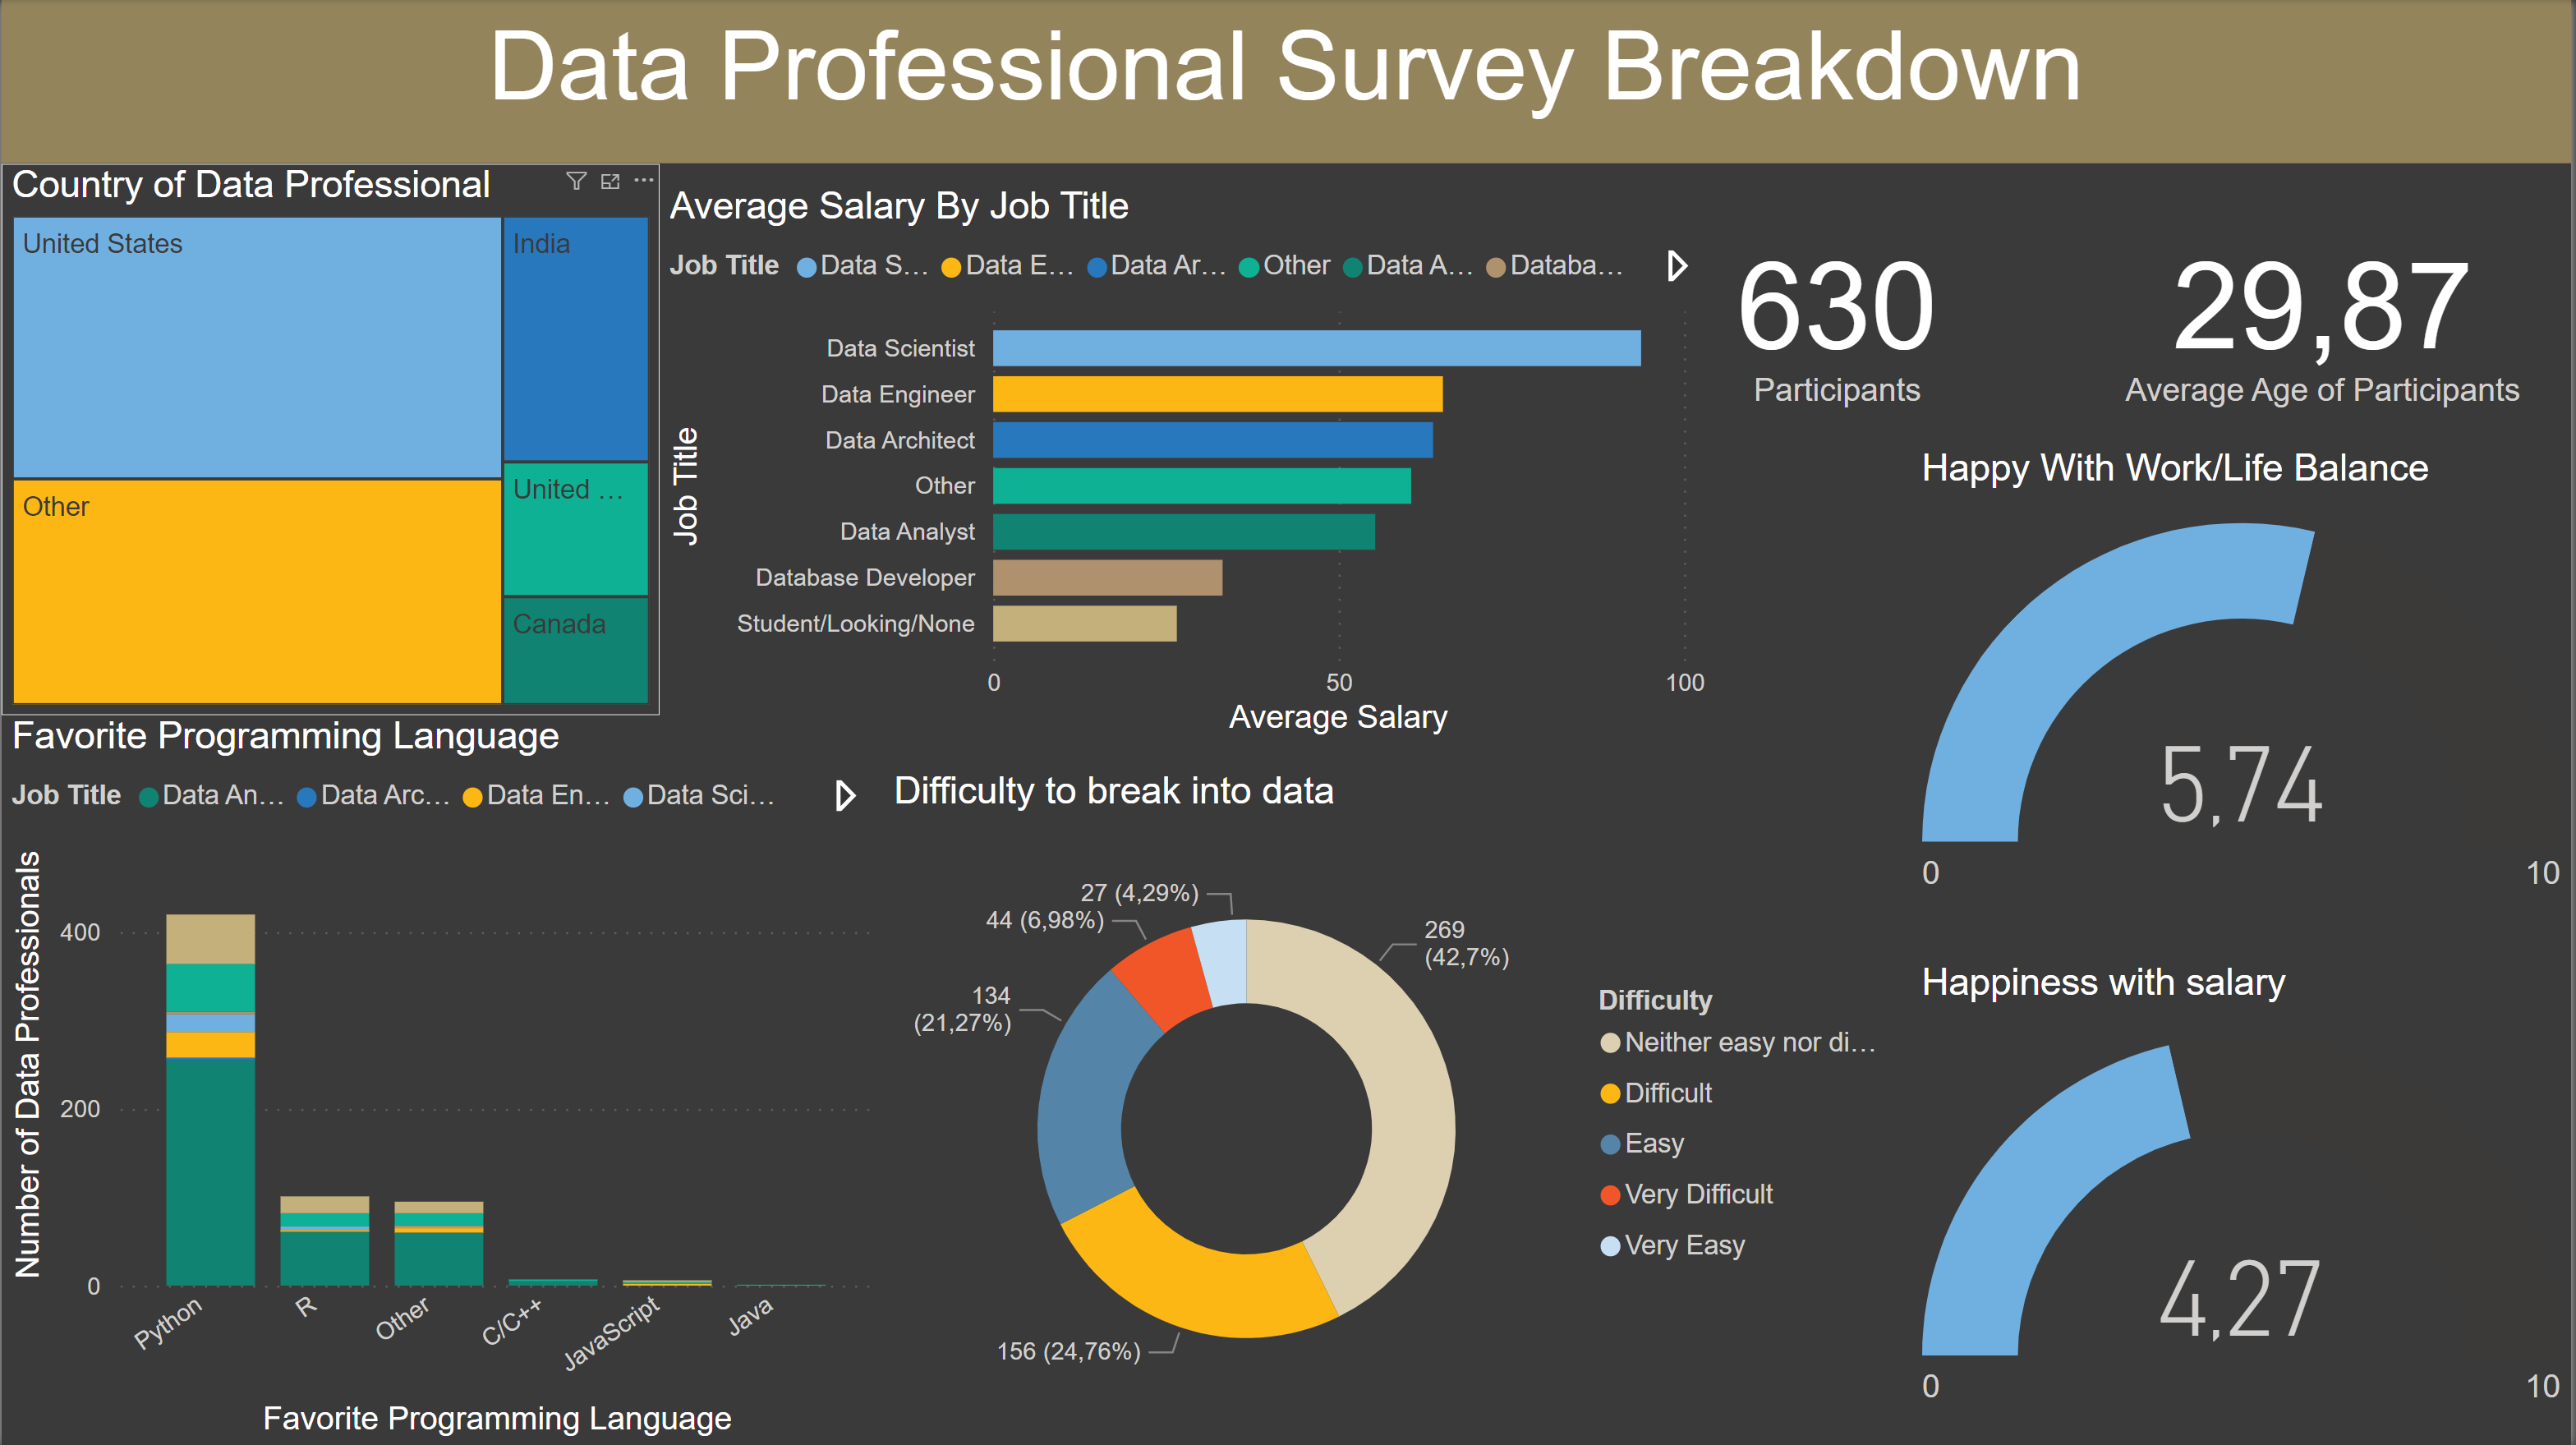 Data Professional Survey Breakdown
Country of Data Professional
United States
India
Other
United ...
Canada
Average Salary By Job Title
Job Title Data S... Data E... Data Ar... Other Data A... Databa...
Job Title
Data Scientist
Data Engineer
Data Architect
Other
Data Analyst
Database Developer
Student/Looking/None
0 50 100
Average Salary
630
Participants
29,87
Average Age of Participants
Happy With Work/Life Balance
5,74
0 10
Favorite Programming Language
Job Title Data An... Data Arc... Data En... Data Sci...
Number of Data Professionals
400
200
0
Python R Other C/C++ JavaScript Java
Favorite Programming Language
Difficulty to break into data
27 (4,29%)
44 (6,98%)
269
(42,7%)
134
(21,27%)
156 (24,76%)
Difficulty
Neither easy nor di...
Difficult
Easy
Very Difficult
Very Easy
Happiness with salary
4,27
0 10